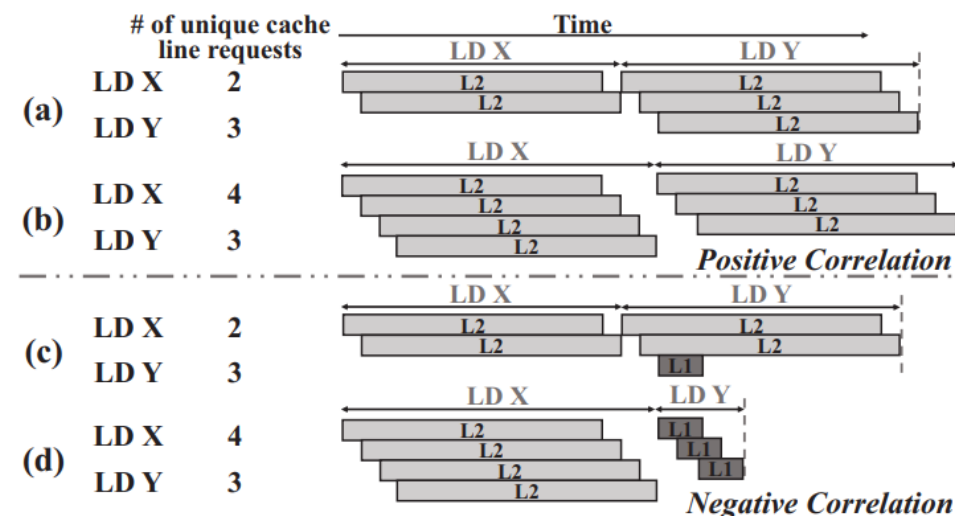 # of unique cache
line requests
Time
(a)
LD X 2
LD Y 3
LD X
LD Y
L2
L2
L2
L2
L2
(b)
LD X 4
LD Y 3
LD X
LD Y
L2
L2
L2
L2
L2
L2
L2
Positive Correlation
(c)
LD X 2
LD Y 3
LD X
LD Y
L2
L2
L2
L2
L1
(d)
LD X 4
LD Y 3
LD X
LD Y
L2
L2
L2
L2
L1
L1
L1
Negative Correlation